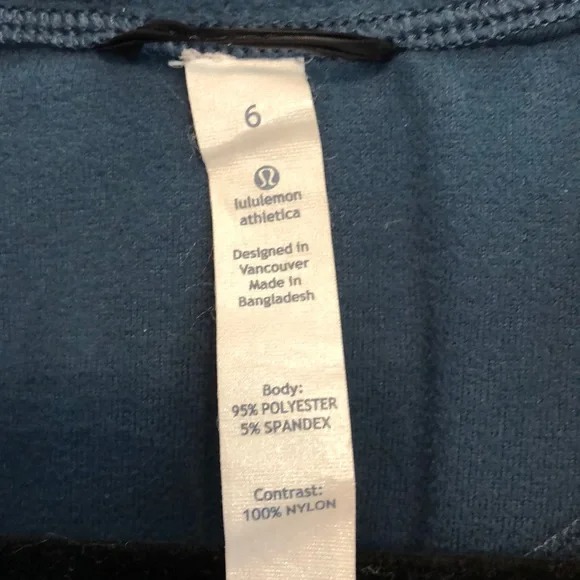 6
lululemon
athletica
Designed in
Vancouver
Made in
Bangladesh
Body:
95% POLYESTER
5% SPANDEX
Contrast:
100% NYLON